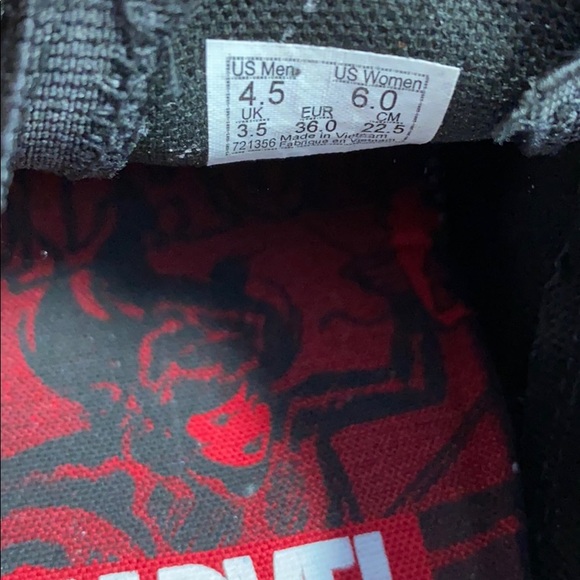 US Men US Women
4.5 6.0
UK EUR CM
3.5 36.0 22.5
721356 Made in Vietnam
Fabriqué en Vietnam
MARVEL